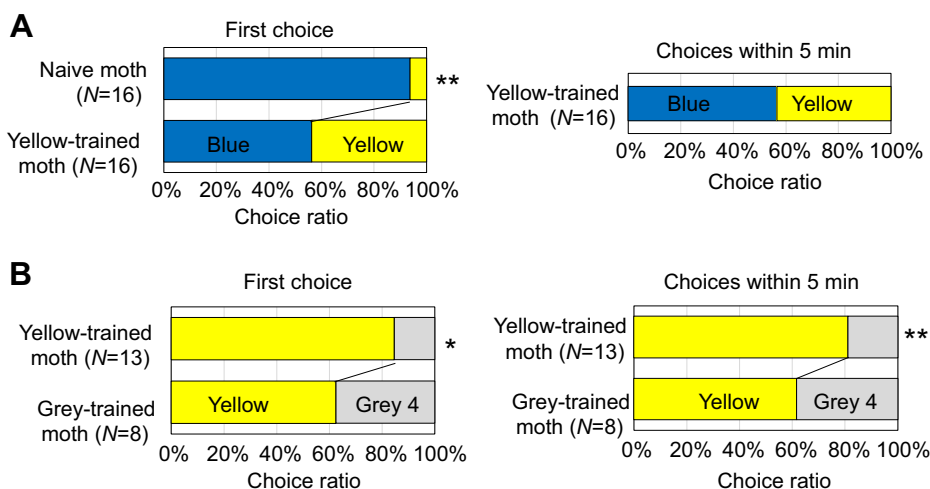 A
First choice
Naive moth
(N=16)
**
Yellow-trained
moth (N=16)
Blue
Yellow
0% 20% 40% 60% 80% 100%
Choice ratio
Choices within 5 min
Yellow-trained
moth (N=16)
Blue
Yellow
0% 20% 40% 60% 80% 100%
Choice ratio
B
First choice
Yellow-trained
moth (N=13)
*
Grey-trained
moth (N=8)
Yellow
Grey 4
0% 20% 40% 60% 80% 100%
Choice ratio
Choices within 5 min
Yellow-trained
moth (N=13)
**
Grey-trained
moth (N=8)
Yellow
Grey 4
0% 20% 40% 60% 80% 100%
Choice ratio